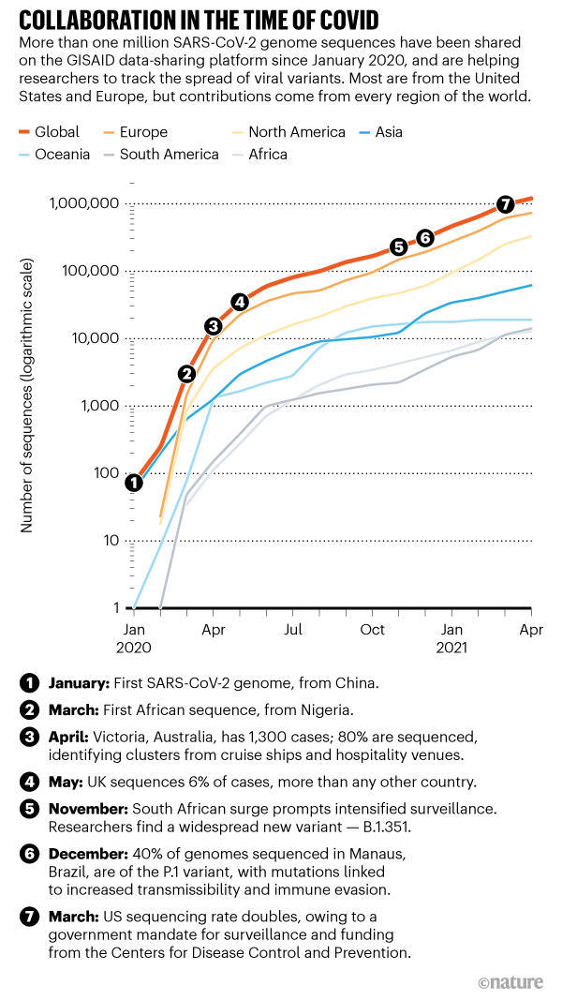 COLLABORATION IN THE TIME OF COVID
More than one million SARS-CoV-2 genome sequences have been shared
on the GISAID data-sharing platform since January 2020, and are helping
researchers to track the spread of viral variants. Most are from the United
States and Europe, but contributions come from every region of the world.
Global Europe North America Asia
Oceania South America Africa
Number of sequences (logarithmic scale)
1,000,000
100,000
10,000
1,000
100
10
1
1 2 3 4 5 6 7
Jan Apr Jul Oct Jan Apr
2020 2021
1 January: First SARS-CoV-2 genome, from China.
2 March: First African sequence, from Nigeria.
3 April: Victoria, Australia, has 1,300 cases; 80% are sequenced,
identifying clusters from cruise ships and hospitality venues.
4 May: UK sequences 6% of cases, more than any other country.
5 November: South African surge prompts intensified surveillance.
Researchers find a widespread new variant — B.1.351.
6 December: 40% of genomes sequenced in Manaus,
Brazil, are of the P.1 variant, with mutations linked
to increased transmissibility and immune evasion.
7 March: US sequencing rate doubles, owing to a
government mandate for surveillance and funding
from the Centers for Disease Control and Prevention.
©nature